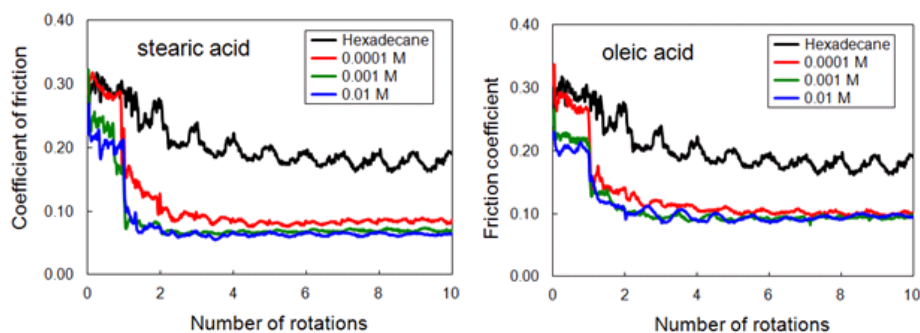 stearic acid
Hexadecane
0.0001 M
0.001 M
0.01 M
Coefficient of friction
0.40
0.30
0.20
0.10
0.00
0 2 4 6 8 10
Number of rotations
oleic acid
Hexadecane
0.0001 M
0.001 M
0.01 M
Friction coefficient
0.40
0.30
0.20
0.10
0.00
0 2 4 6 8 10
Number of rotations